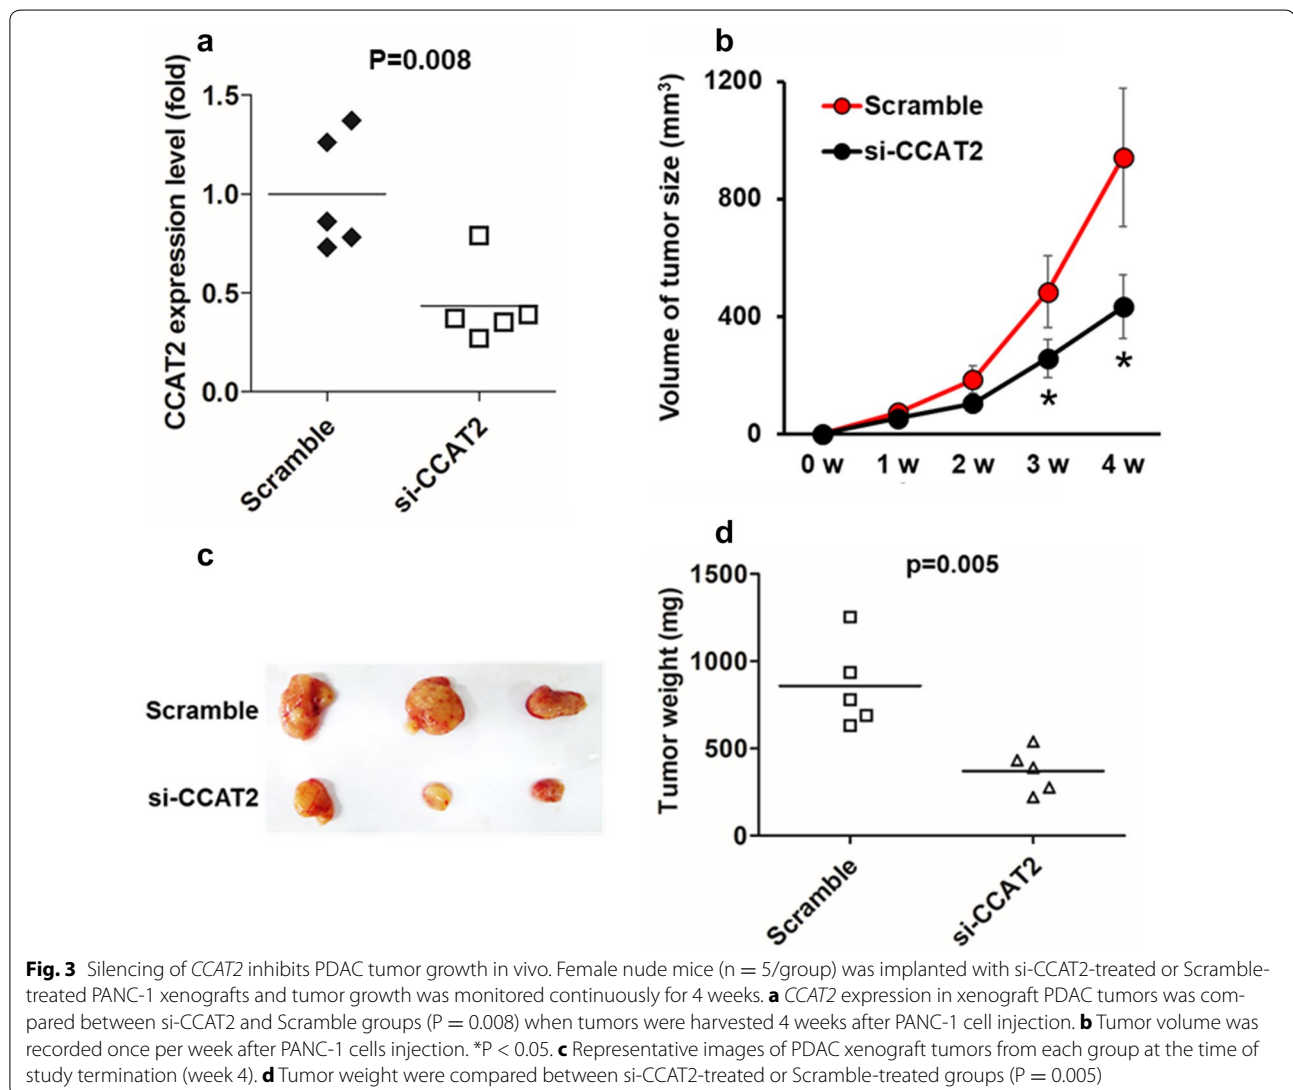 a
P=0.008
CCAT2 expression level (fold)
1.5
1.0
0.5
0.0
Scramble
si-CCAT2
b
Volume of tumor size (mm³)
1200
800
400
0
Scramble
si-CCAT2
*
*
0 w 1 w 2 w 3 w 4 w
c
Scramble
si-CCAT2
d
p=0.005
Tumor weight (mg)
1500
1000
500
0
Scramble
si-CCAT2
Fig. 3 Silencing of CCAT2 inhibits PDAC tumor growth in vivo. Female nude mice (n = 5/group) was implanted with si-CCAT2-treated or Scramble-
treated PANC-1 xenografts and tumor growth was monitored continuously for 4 weeks. a CCAT2 expression in xenograft PDAC tumors was com-
pared between si-CCAT2 and Scramble groups (P = 0.008) when tumors were harvested 4 weeks after PANC-1 cell injection. b Tumor volume was
recorded once per week after PANC-1 cells injection. *P < 0.05. c Representative images of PDAC xenograft tumors from each group at the time of
study termination (week 4). d Tumor weight were compared between si-CCAT2-treated or Scramble-treated groups (P = 0.005)